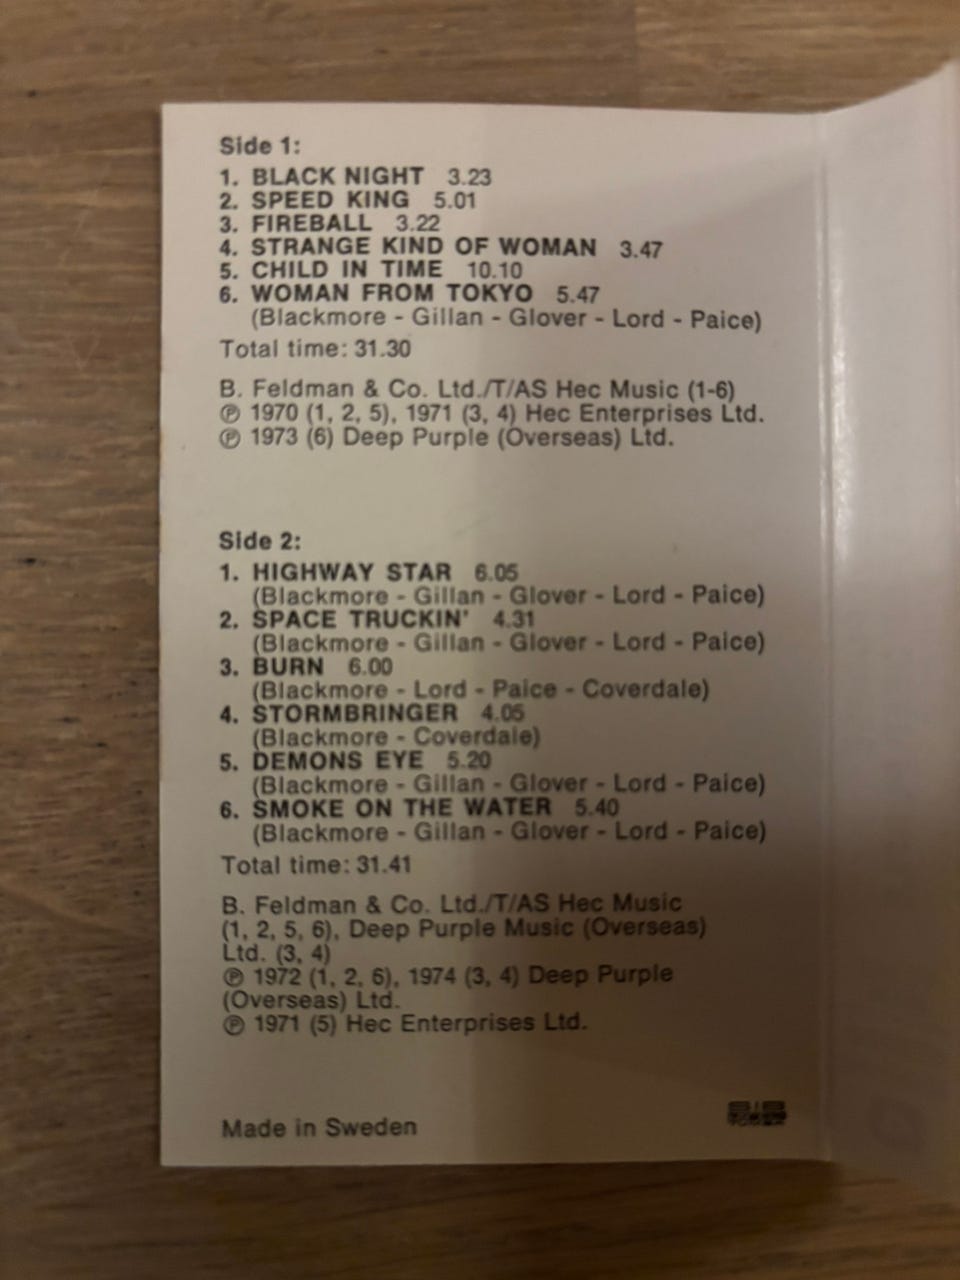 Side 1:
1. BLACK NIGHT 3.23
2. SPEED KING 5.01
3. FIREBALL 3.22
4. STRANGE KIND OF WOMAN 3.47
5. CHILD IN TIME 10.10
6. WOMAN FROM TOKYO 5.47
(Blackmore - Gillan - Glover - Lord - Paice)
Total time: 31.30
B. Feldman & Co. Ltd./T/AS Hec Music (1-6)
℗ 1970 (1, 2, 5), 1971 (3, 4) Hec Enterprises Ltd.
℗ 1973 (6) Deep Purple (Overseas) Ltd.
Side 2:
1. HIGHWAY STAR 6.05
(Blackmore - Gillan - Glover - Lord - Paice)
2. SPACE TRUCKIN' 4.31
(Blackmore - Gillan - Glover - Lord - Paice)
3. BURN 6.00
(Blackmore - Lord - Paice - Coverdale)
4. STORMBRINGER 4.05
(Blackmore - Coverdale)
5. DEMONS EYE 5.20
(Blackmore - Gillan - Glover - Lord - Paice)
6. SMOKE ON THE WATER 5.40
(Blackmore - Gillan - Glover - Lord - Paice)
Total time: 31.41
B. Feldman & Co. Ltd./T/AS Hec Music
(1, 2, 5, 6), Deep Purple Music (Overseas)
Ltd. (3, 4)
℗ 1972 (1, 2, 6), 1974 (3, 4) Deep Purple
(Overseas) Ltd.
℗ 1971 (5) Hec Enterprises Ltd.
Made in Sweden